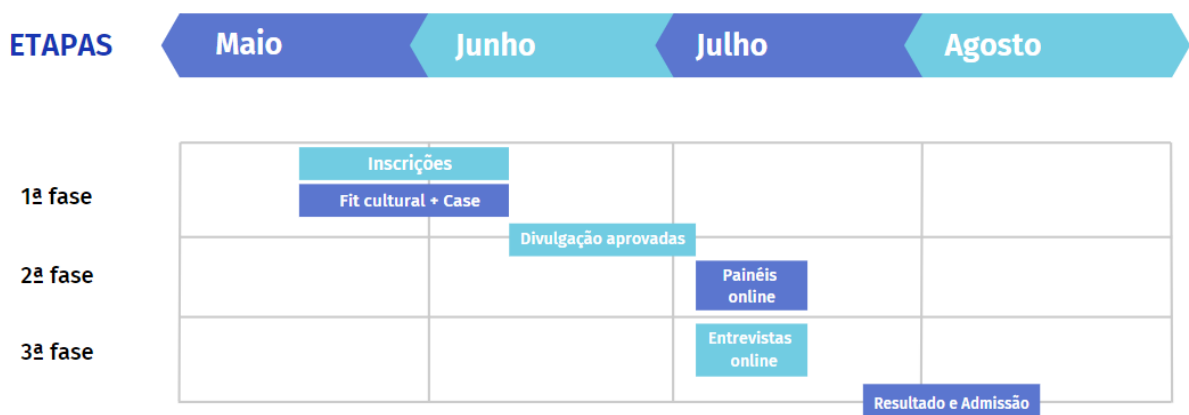 ETAPAS
Maio
Junho
Julho
Agosto
1ª fase
Inscrições
Fit cultural + Case
Divulgação aprovadas
2ª fase
Painéis
online
3ª fase
Entrevistas
online
Resultado e Admissão